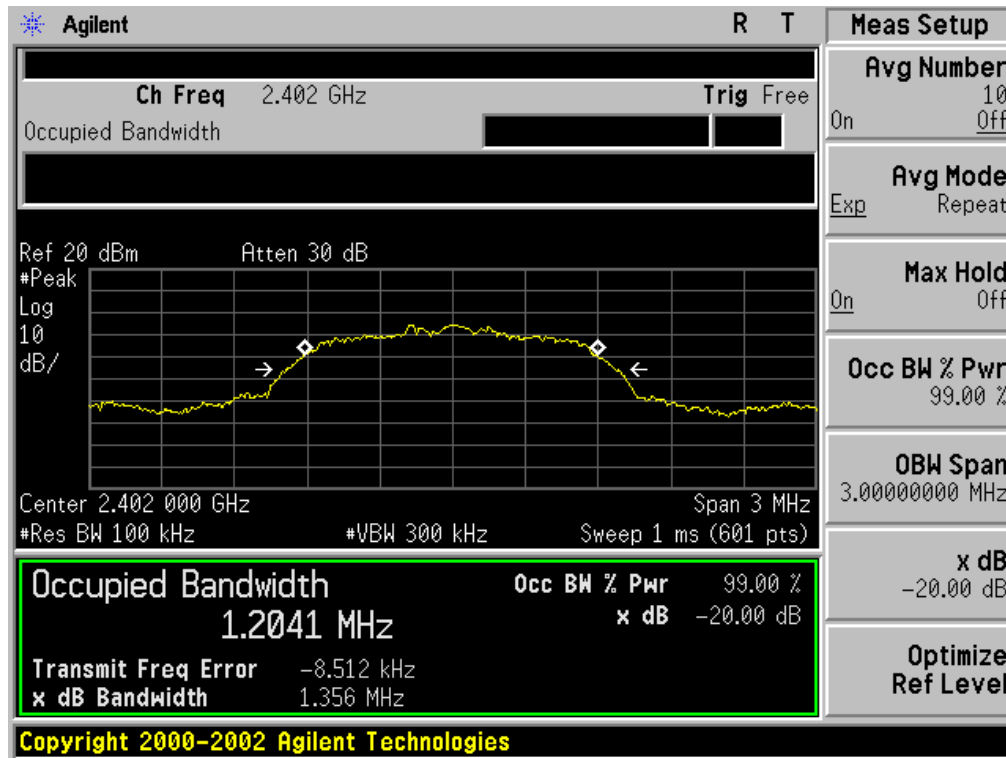 Agilent R T
Ch Freq 2.402 GHz Trig Free
Occupied Bandwidth
Ref 20 dBm Atten 30 dB
#Peak
Log
10
dB/
Center 2.402 000 GHz Span 3 MHz
#Res BW 100 kHz #VBW 300 kHz Sweep 1 ms (601 pts)
Occupied Bandwidth Occ BW % Pwr 99.00 %
1.2041 MHz x dB -20.00 dB
Transmit Freq Error -8.512 kHz
x dB Bandwidth 1.356 MHz
Copyright 2000-2002 Agilent Technologies
Meas Setup
Avg Number
10
On Off
Avg Mode
Exp Repeat
Max Hold
On Off
Occ BW % Pwr
99.00 %
OBW Span
3.00000000 MHz
x dB
-20.00 dB
Optimize
Ref Level